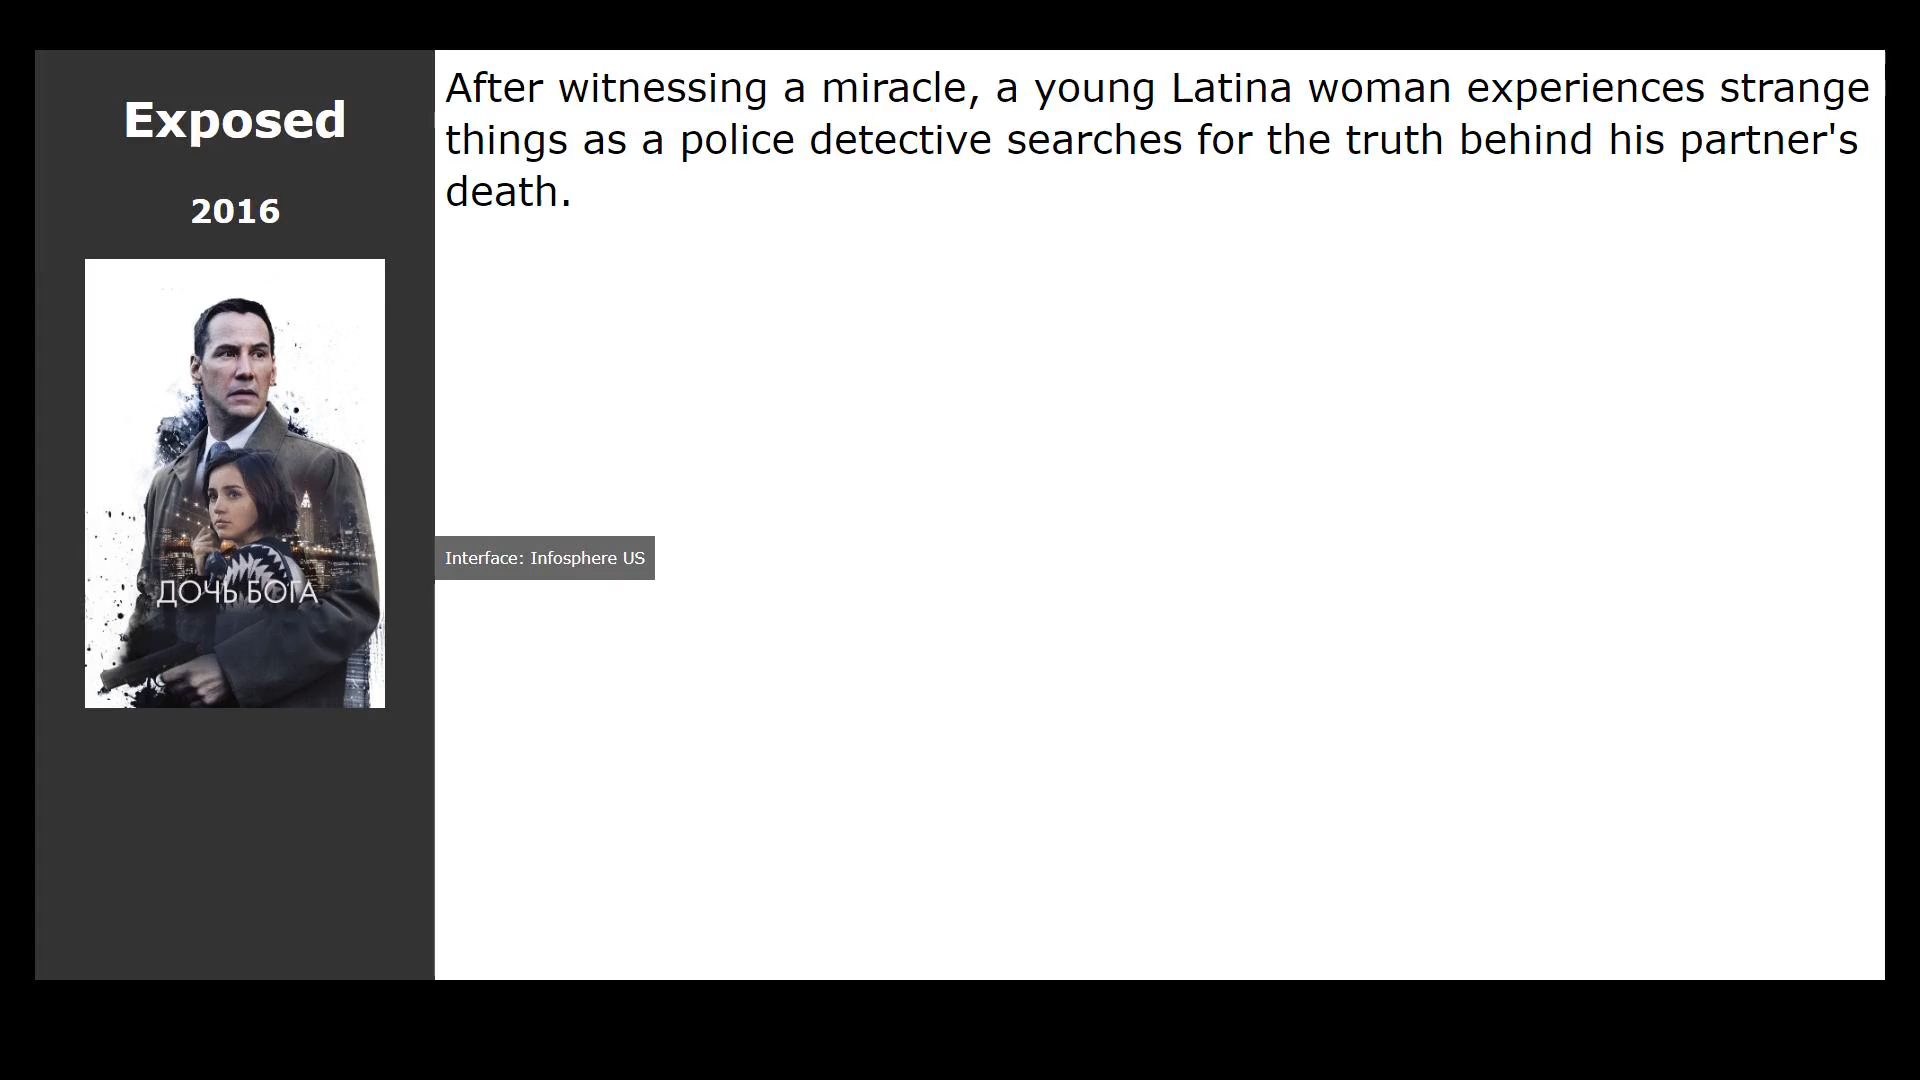 Exposed
2016
ДОЧЬ БОГА
After witnessing a miracle, a young Latina woman experiences strange
things as a police detective searches for the truth behind his partner's
death.
Interface: Infosphere US